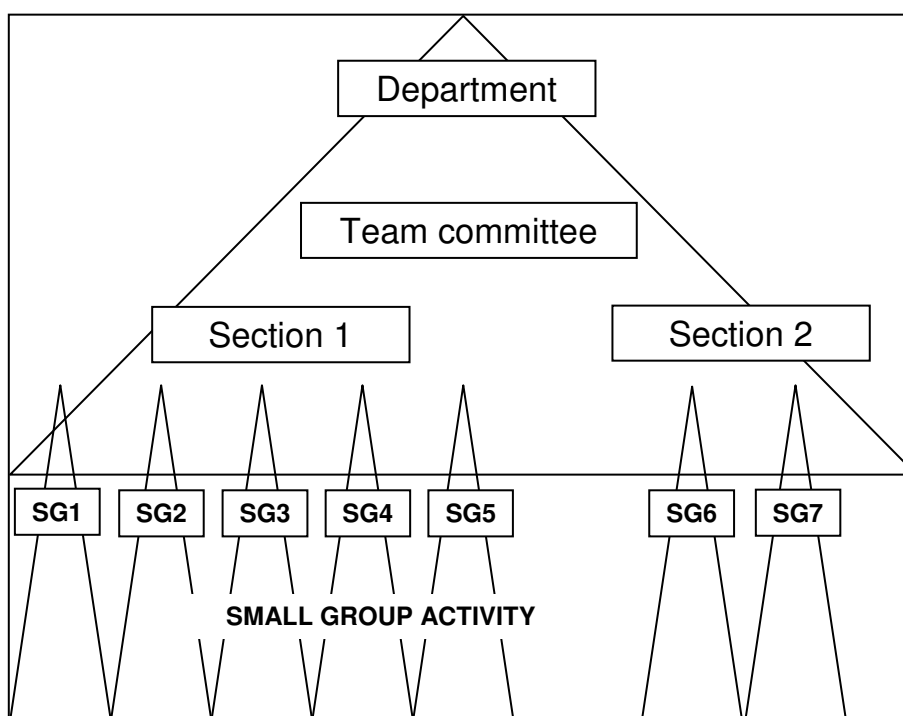 Department
Team committee
Section 1
Section 2
SG1
SG2
SG3
SG4
SG5
SG6
SG7
SMALL GROUP ACTIVITY